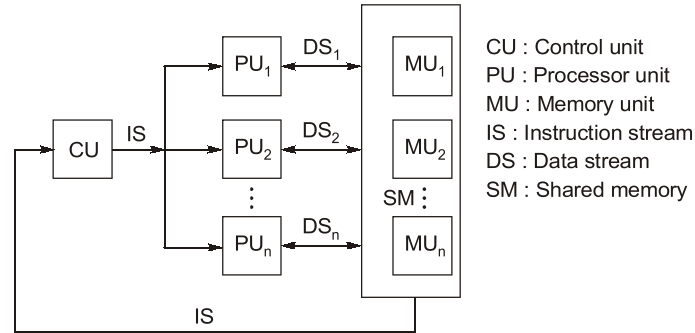 DS₁
PU₁
MU₁
IS
CU
DS₂
PU₂
MU₂
SM
DSₙ
PUₙ
MUₙ
IS
CU : Control unit
PU : Processor unit
MU : Memory unit
IS : Instruction stream
DS : Data stream
SM : Shared memory